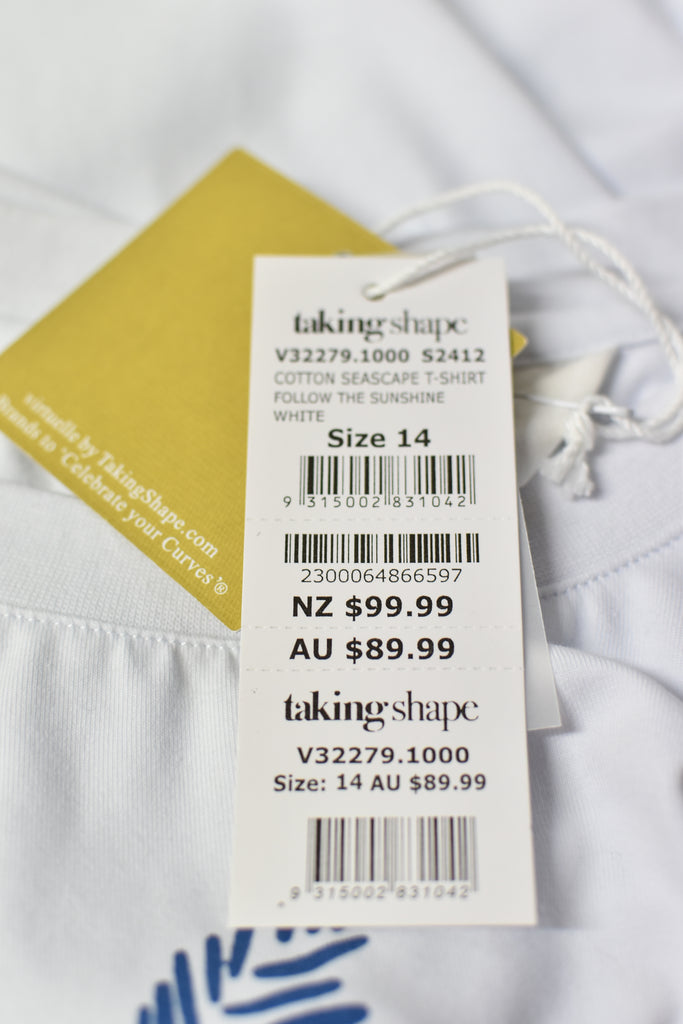 taking shape
V32279.1000 S2412
COTTON SEASCAPE T-SHIRT
FOLLOW THE SUNSHINE
WHITE
Size 14
9 315002 831042
2300064866597
NZ $99.99
AU $89.99
taking shape
V32279.1000
Size: 14 AU $89.99
9 315002 831042
virtuelle by TakingShape.com
Brands to 'Celebrate your Curves'®